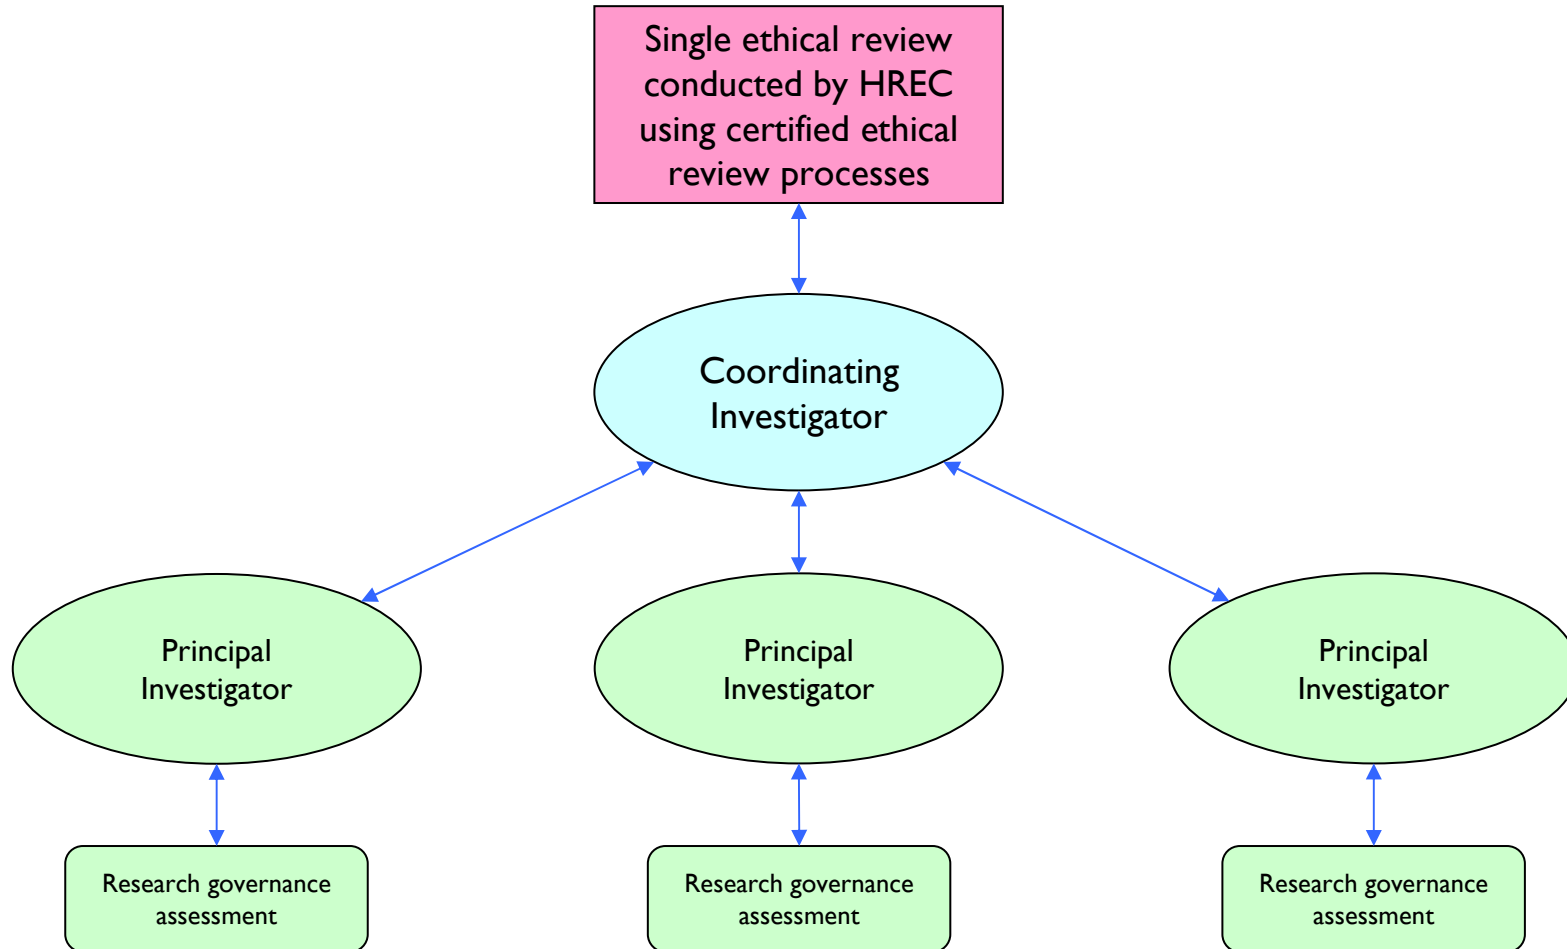 Single ethical review
conducted by HREC
using certified ethical
review processes
Coordinating
Investigator
Principal
Investigator
Principal
Investigator
Principal
Investigator
Research governance
assessment
Research governance
assessment
Research governance
assessment